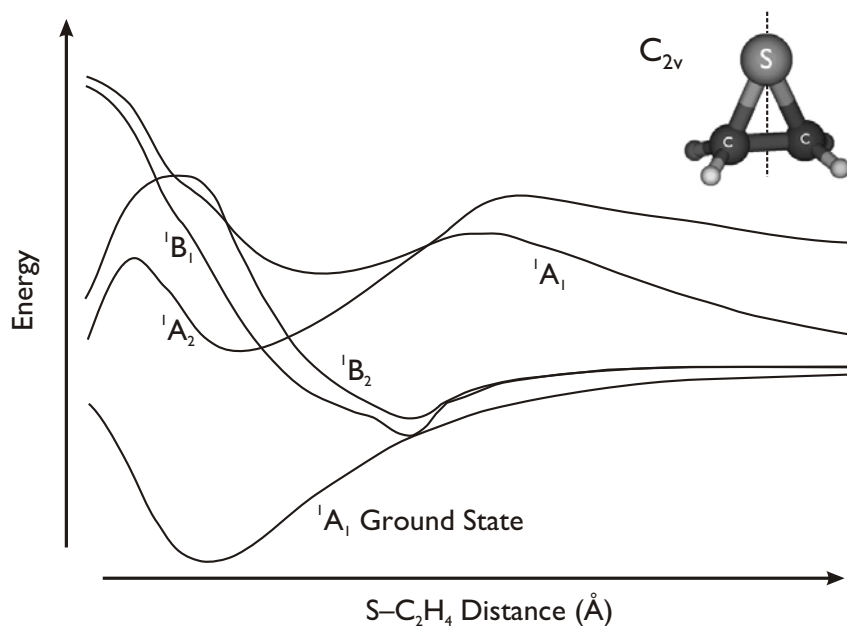 C₂ᵥ
S
C C
¹B₁
¹A₁
¹A₂
¹B₂
¹A₁ Ground State
Energy
S–C₂H₄ Distance (Å)